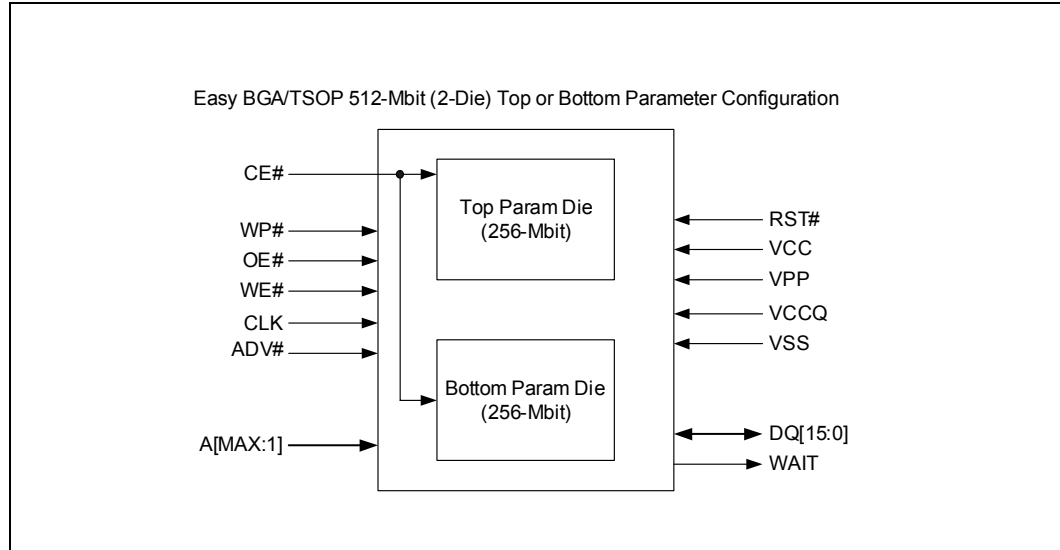 Easy BGA/TSOP 512-Mbit (2-Die) Top or Bottom Parameter Configuration
CE#
WP#
OE#
WE#
CLK
ADV#
A[MAX:1]
Top Param Die
(256-Mbit)
Bottom Param Die
(256-Mbit)
RST#
VCC
VPP
VCCQ
VSS
DQ[15:0]
WAIT